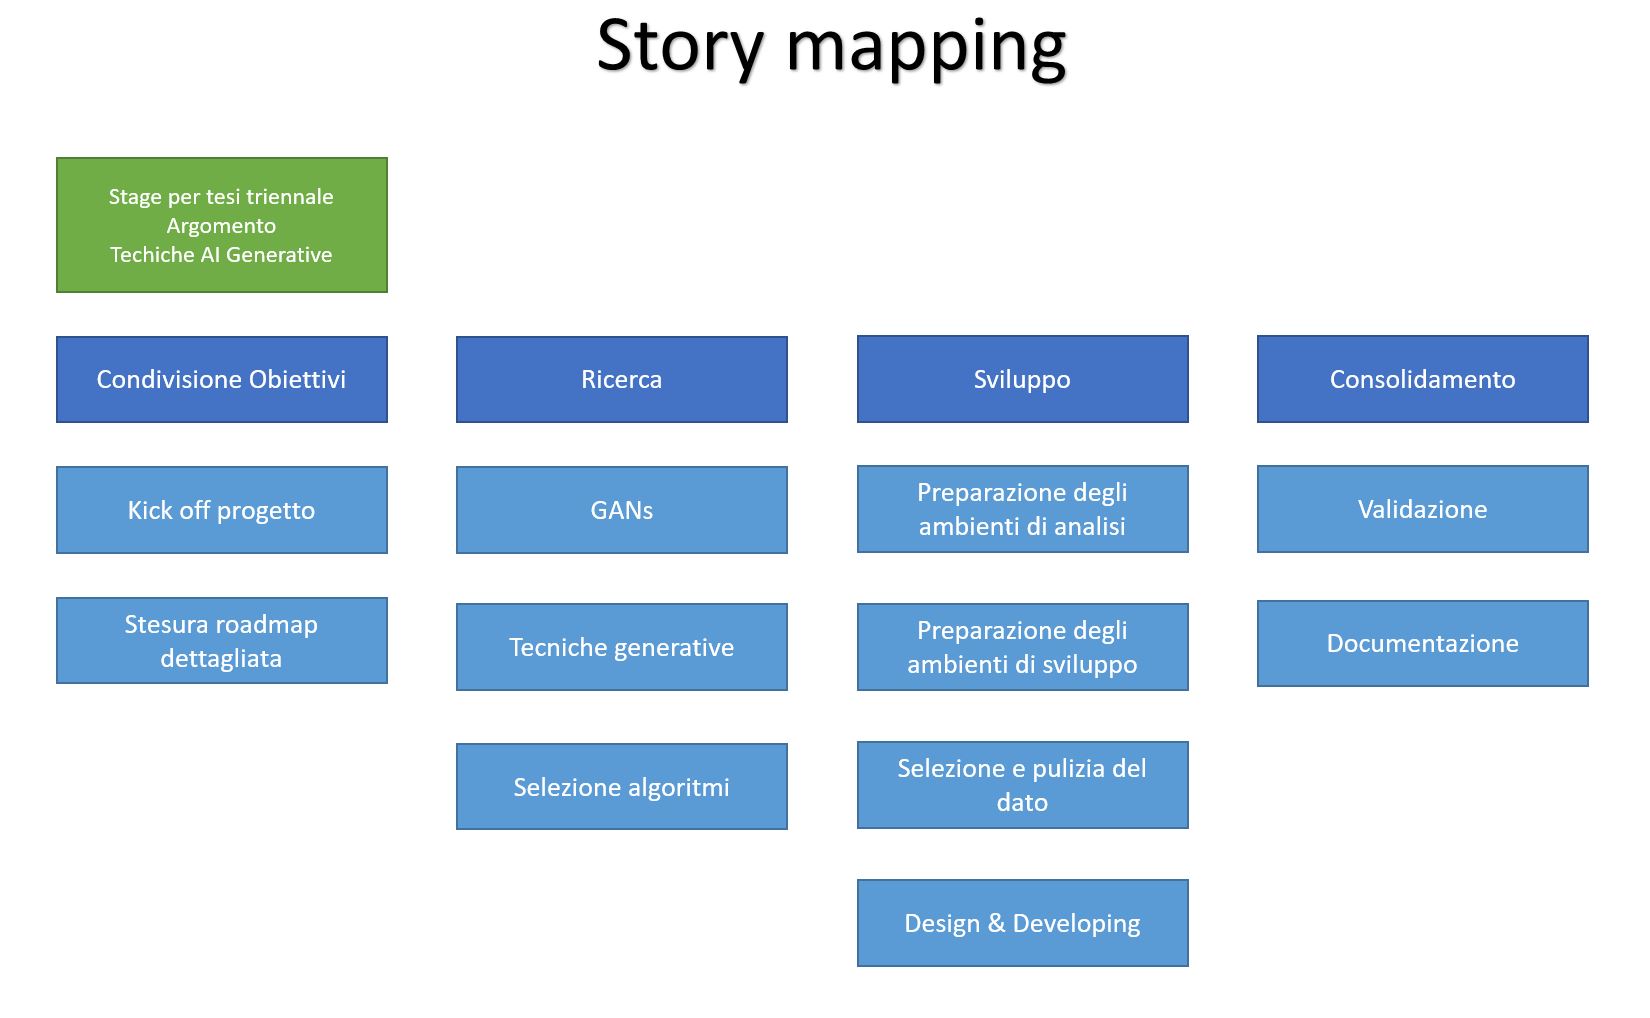 Story mapping
Stage per tesi triennale
Argomento
Techiche AI Generative
Condivisione Obiettivi
Ricerca
Sviluppo
Consolidamento
Kick off progetto
GANs
Preparazione degli
ambienti di analisi
Validazione
Stesura roadmap
dettagliata
Tecniche generative
Preparazione degli
ambienti di sviluppo
Documentazione
Selezione algoritmi
Selezione e pulizia del
dato
Design & Developing